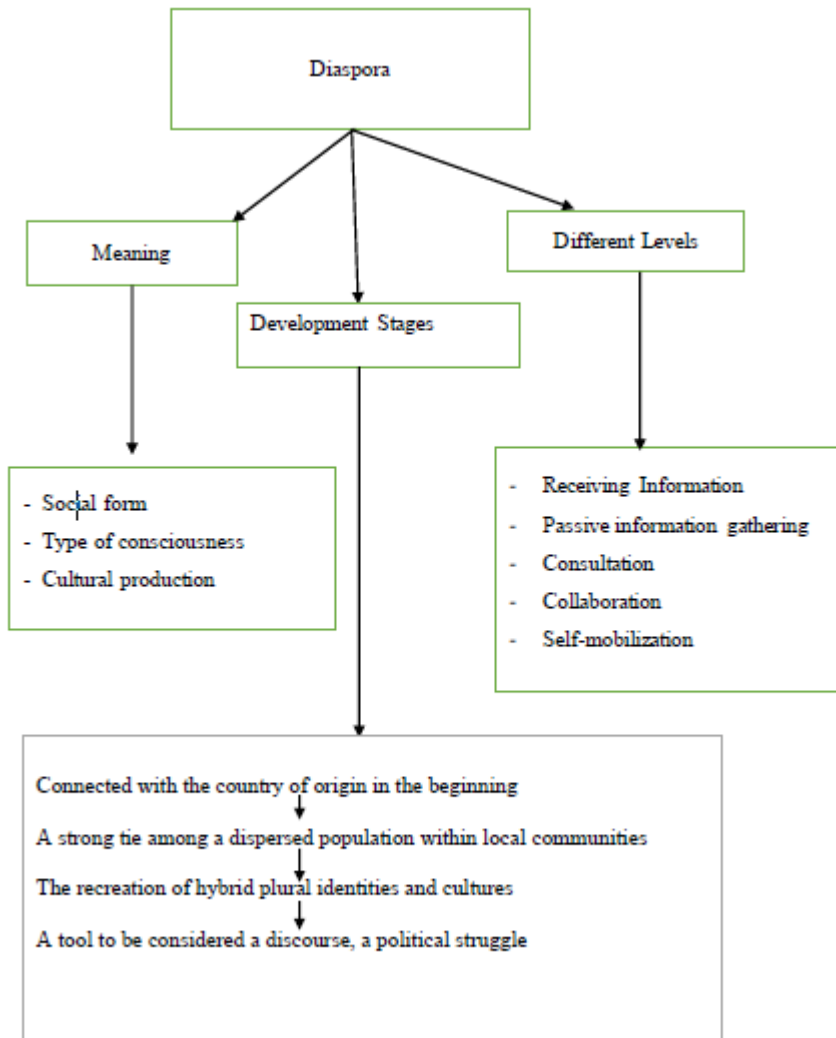 Diaspora
Meaning
Different Levels
Development Stages
- Social form
- Type of consciousness
- Cultural production
- Receiving Information
- Passive information gathering
- Consultation
- Collaboration
- Self-mobilization
Connected with the country of origin in the beginning
A strong tie among a dispersed population within local communities
The recreation of hybrid plural identities and cultures
A tool to be considered a discourse, a political struggle